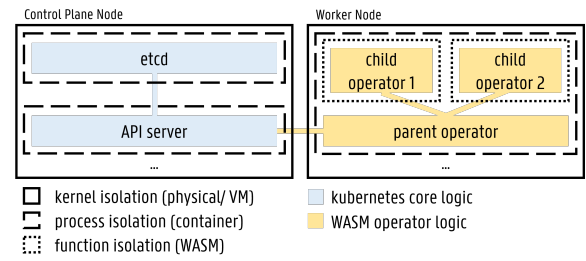 Control Plane Node
Worker Node
etcd
child
operator 1
child
operator 2
API server
parent operator
...
...
kernel isolation (physical/ VM)
process isolation (container)
function isolation (WASM)
kubernetes core logic
WASM operator logic